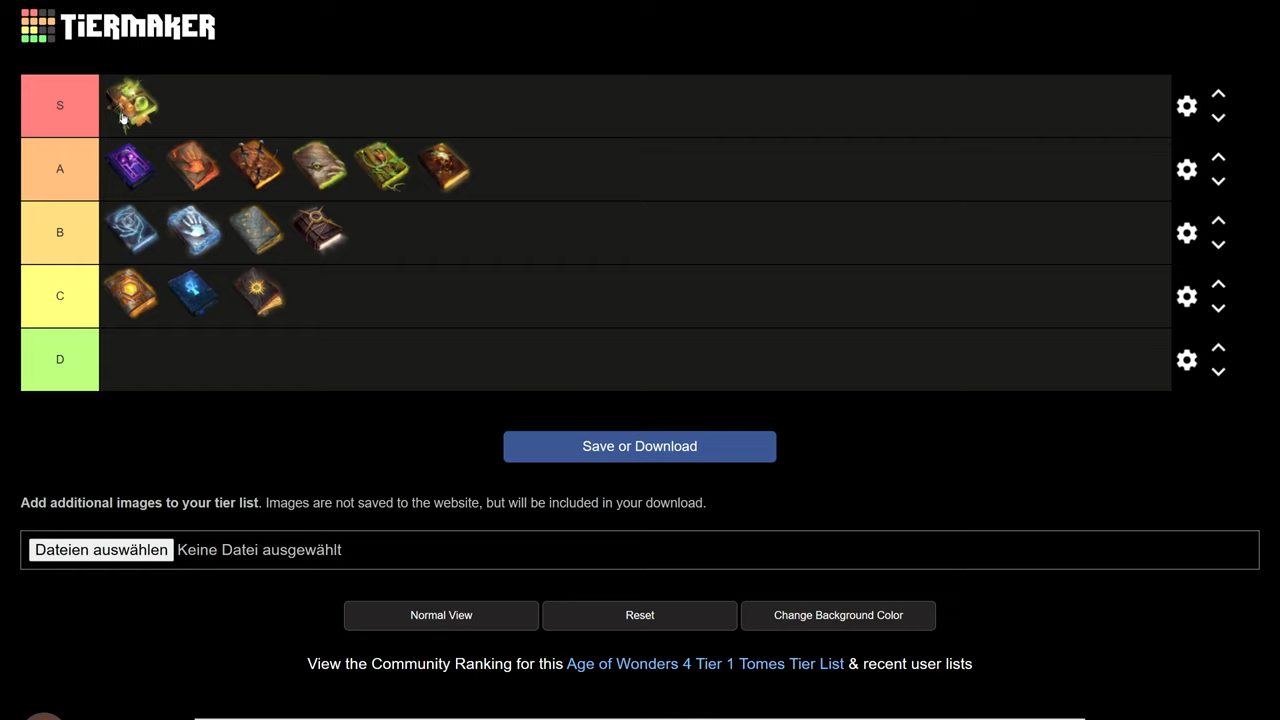 TIERMAKER
S
A
B
C
D
Save or Download
Add additional images to your tier list. Images are not saved to the website, but will be included in your download.
Dateien auswählen Keine Datei ausgewählt
Normal View Reset Change Background Color
View the Community Ranking for this Age of Wonders 4 Tier 1 Tomes Tier List & recent user lists